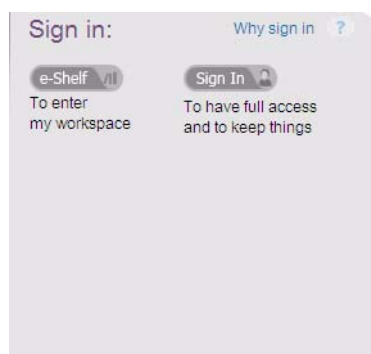 Sign in: Why sign in ?
e-Shelf Sign In
To enter To have full access
my workspace and to keep things